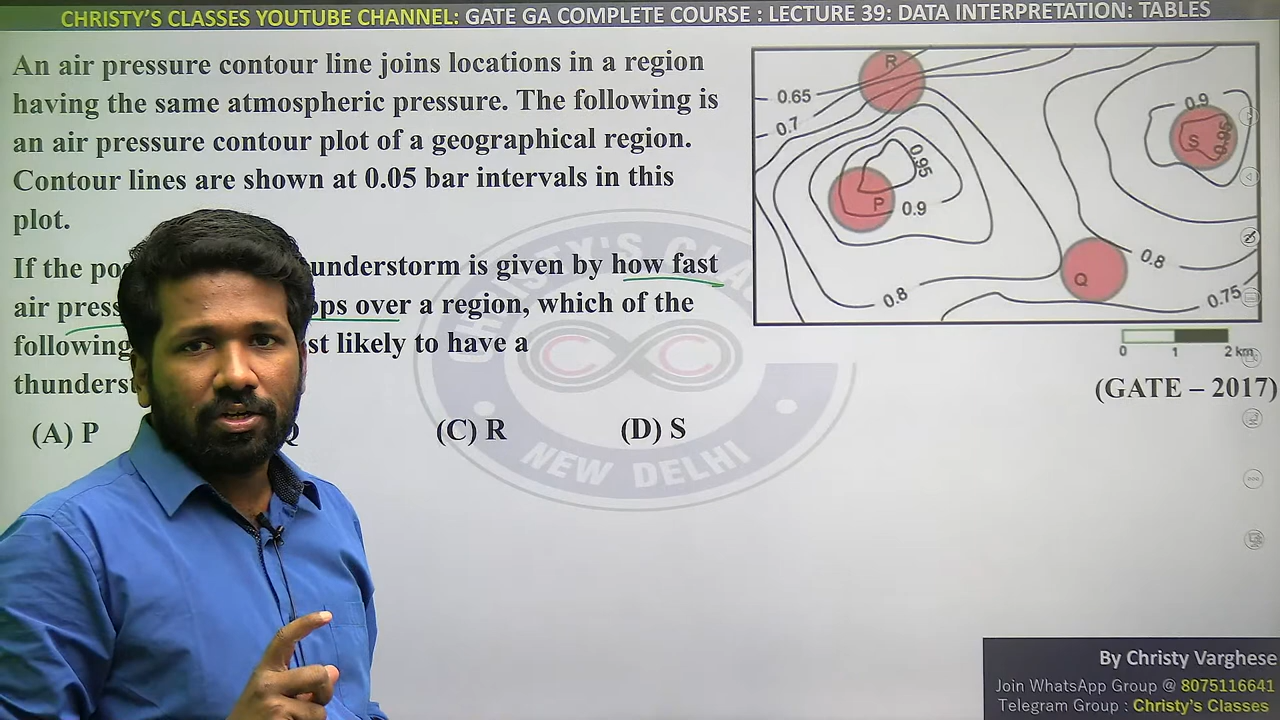 CHRISTY'S CLASSES YOUTUBE CHANNEL: GATE GA COMPLETE COURSE : LECTURE 39: DATA INTERPRETATION: TABLES
An air pressure contour line joins locations in a region
having the same atmospheric pressure. The following is
an air pressure contour plot of a geographical region.
Contour lines are shown at 0.05 bar intervals in this
plot.
If the understorm is given by how fast
air over a region, which of the
following likely to have a
(A) P
(C) R
(D) S
R
0.65
0.7
0.95
P
0.9
0.8
0.9
S
0.95
Q
0.8
0.75
0 1 2 km
(GATE – 2017)
CHRISTY'S
NEW DELHI
By Christy Varghese
Join WhatsApp Group @ 8075116641
Telegram Group : Christy's Classes